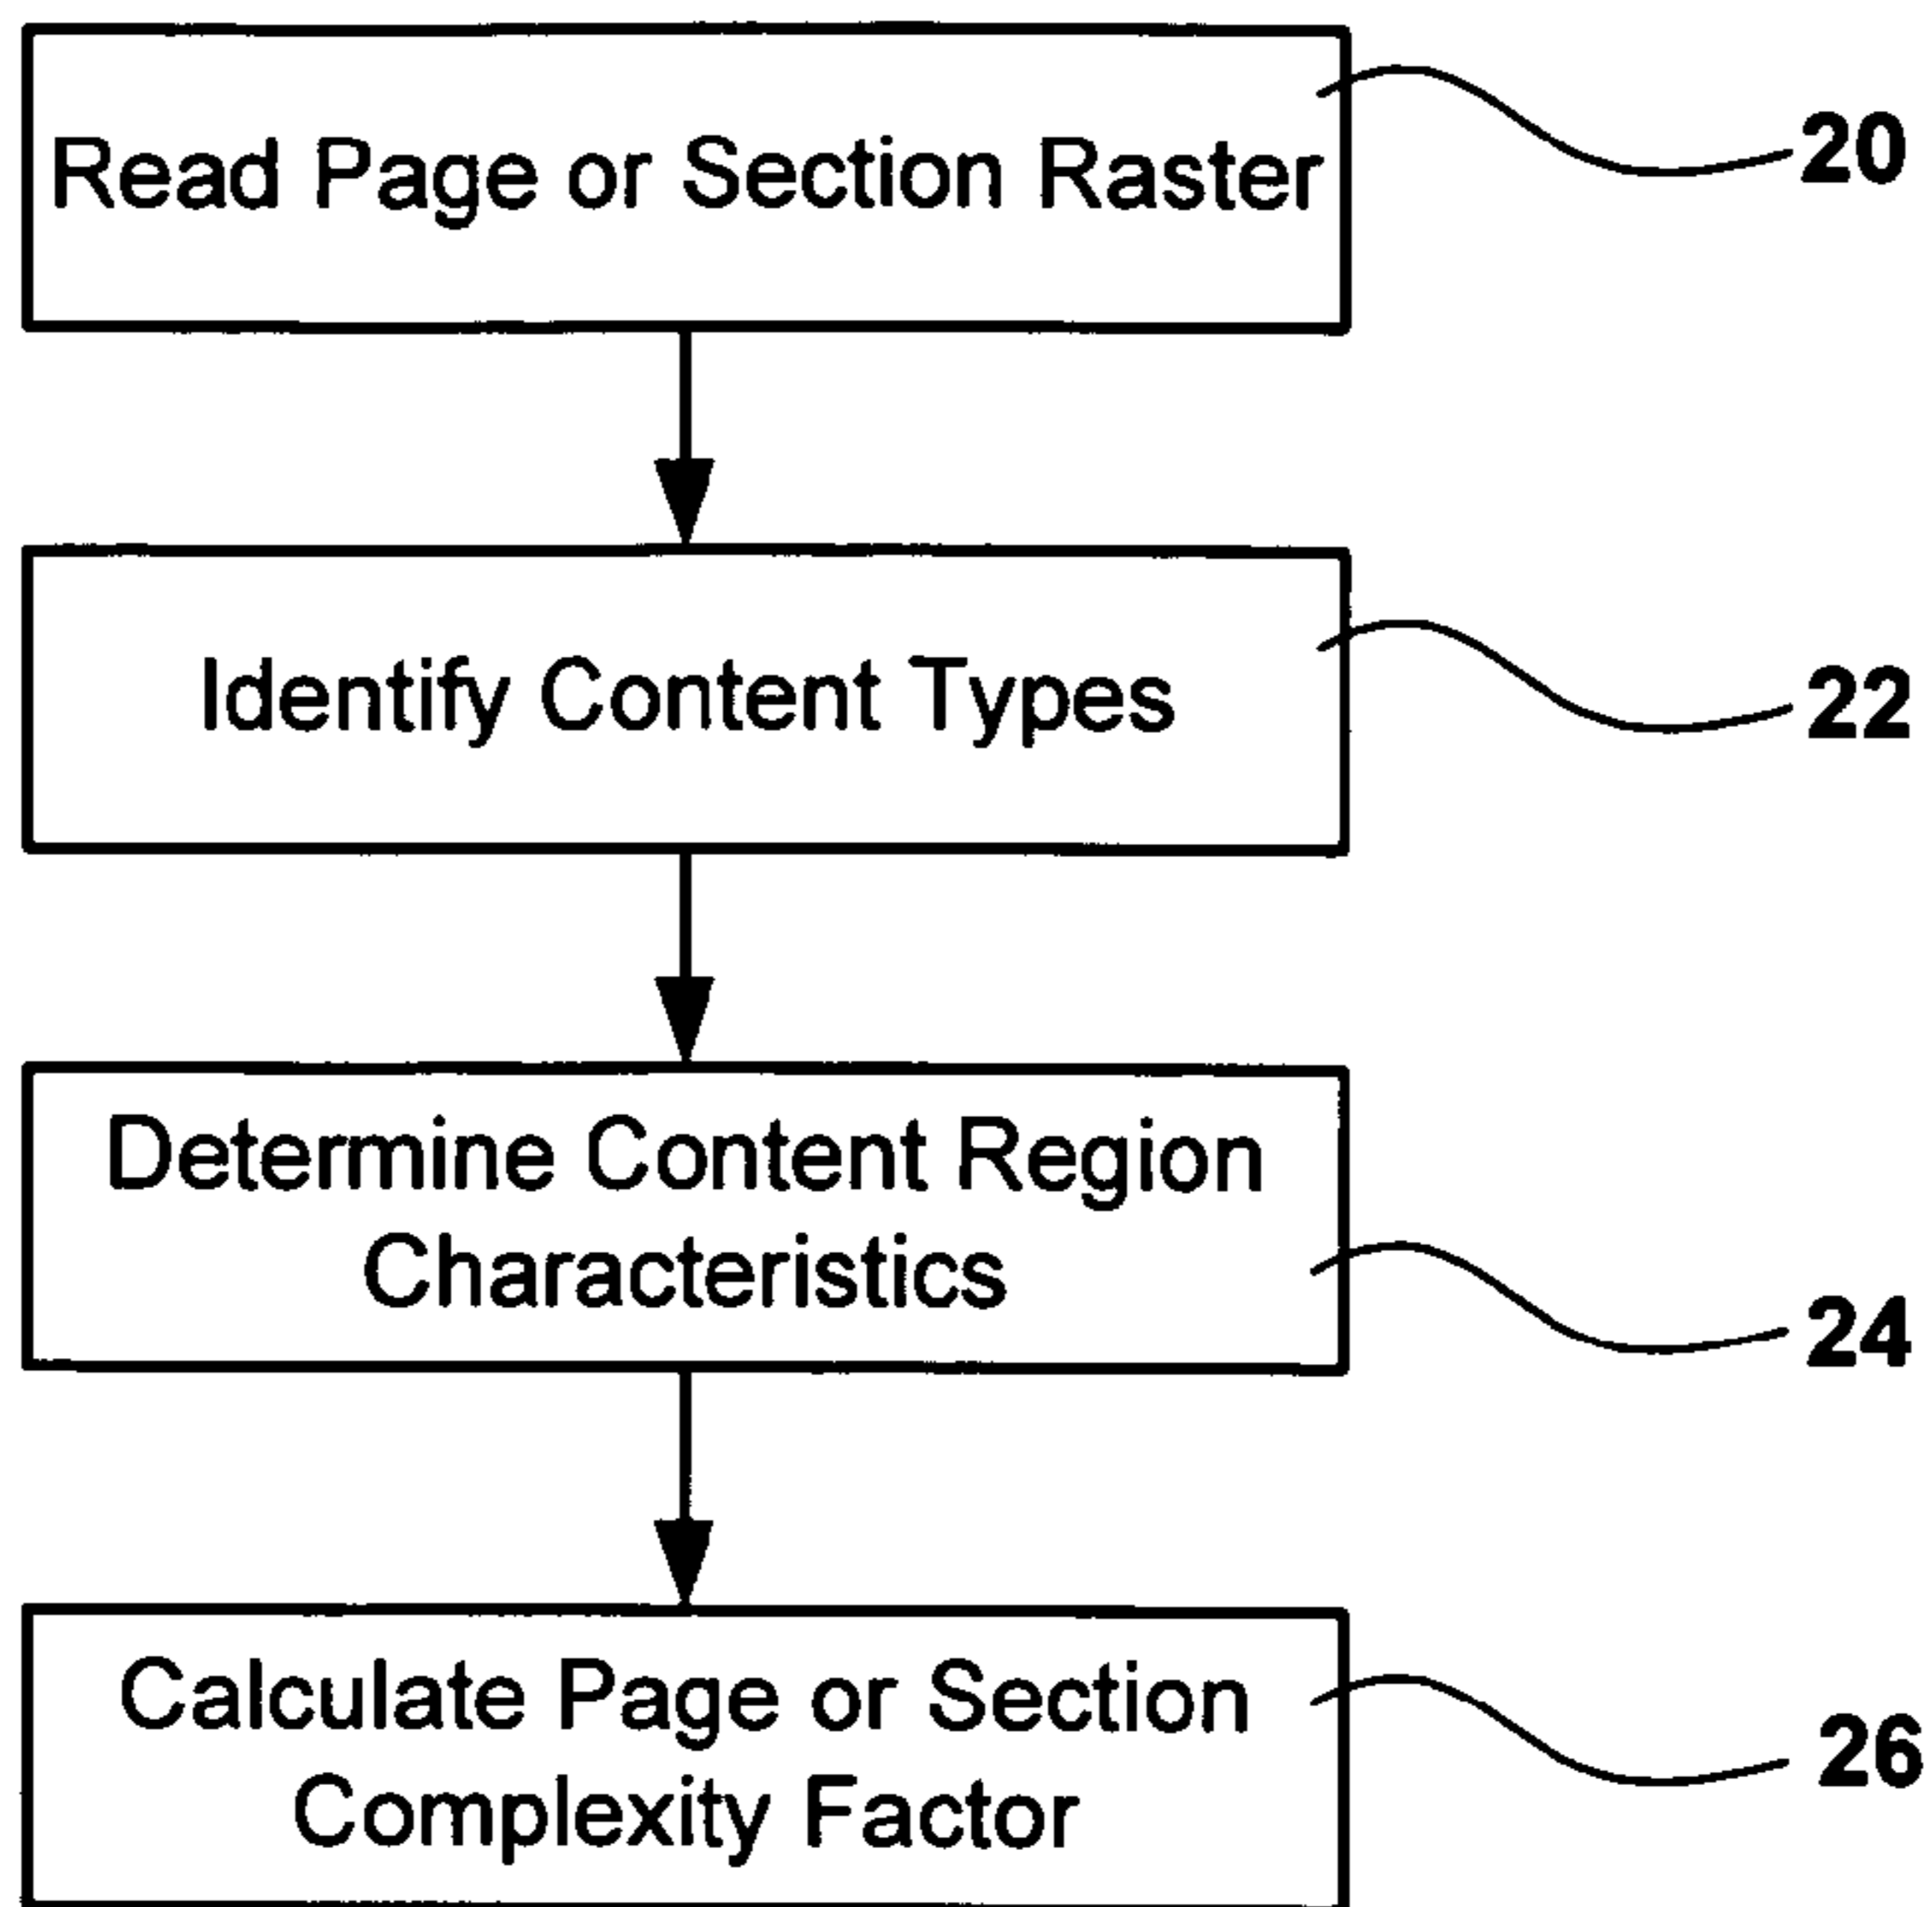 Read Page or Section Raster
20
Identify Content Types
22
Determine Content Region
Characteristics
24
Calculate Page or Section
Complexity Factor
26